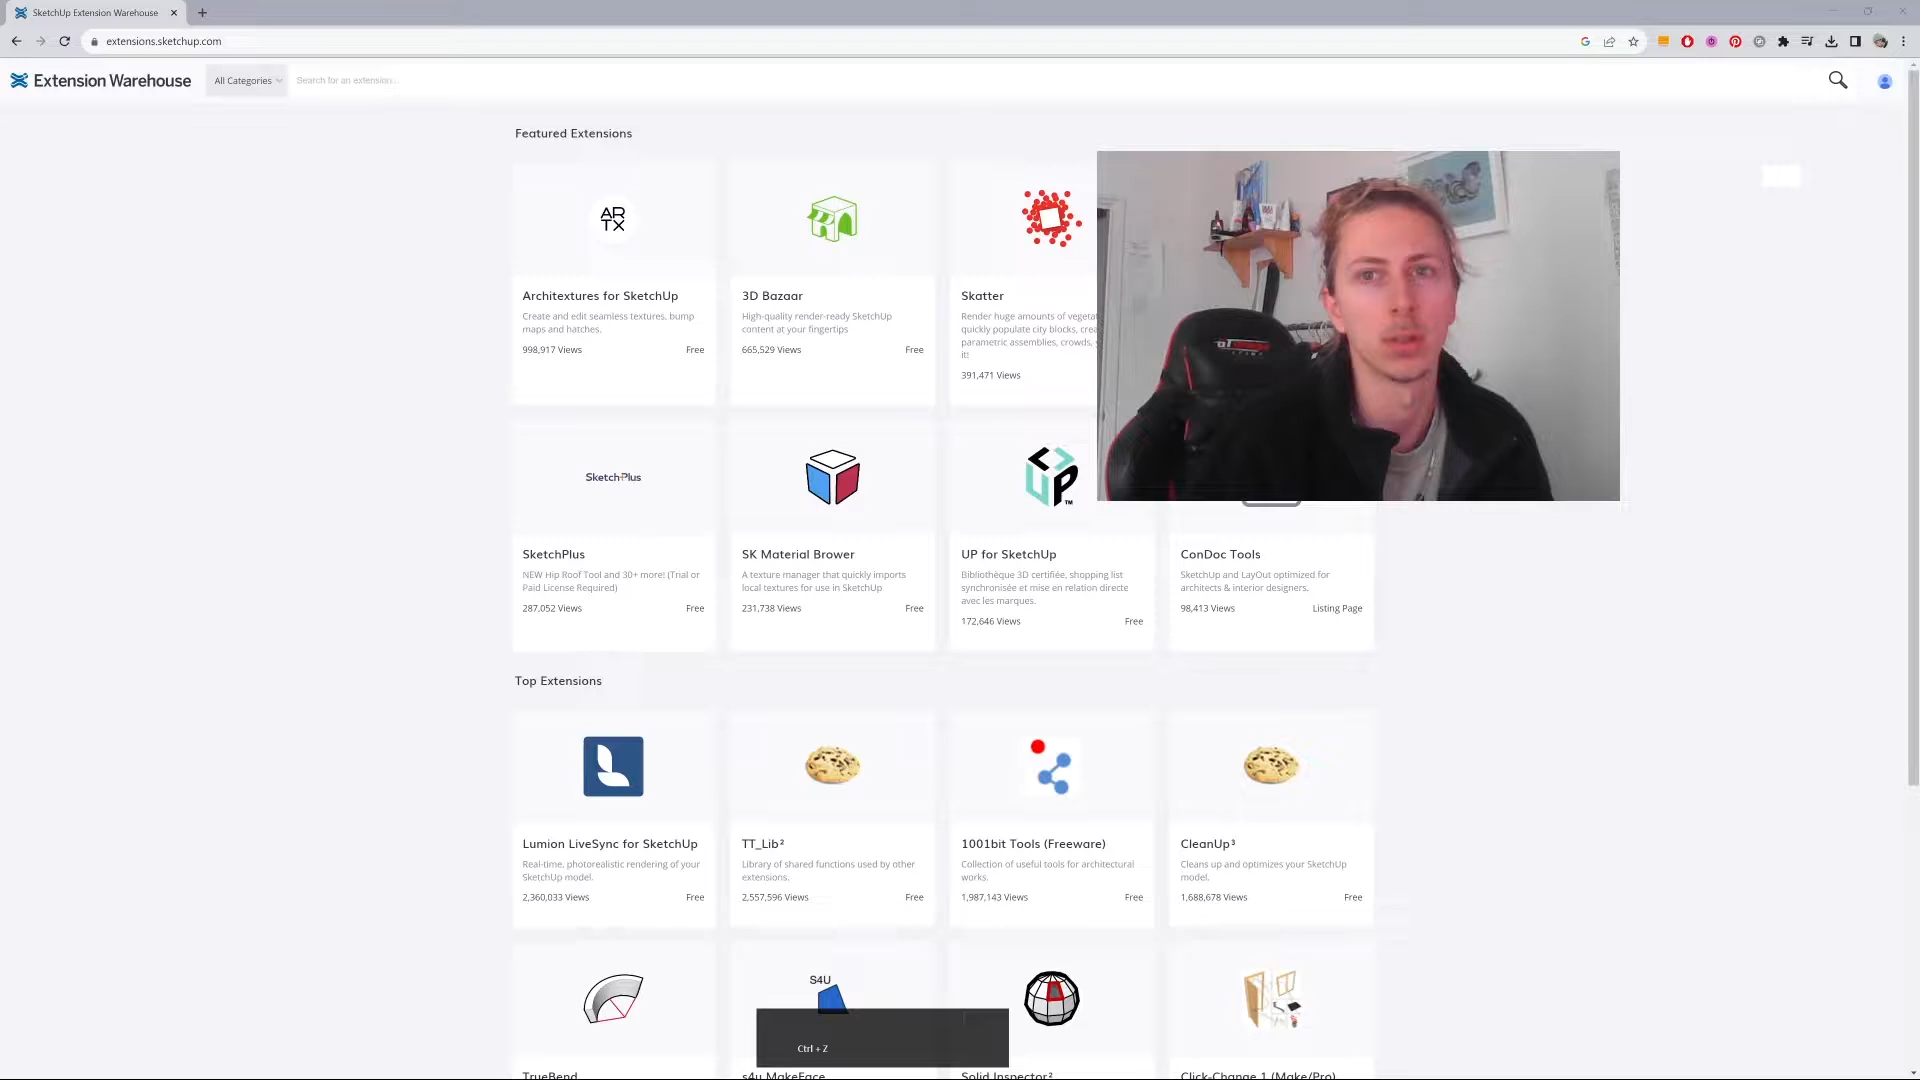 SketchUp Extension Warehouse
extensions.sketchup.com
Extension Warehouse
All Categories
Search for an extension...
Featured Extensions
AR
TX
Architextures for SketchUp
Create and edit seamless textures, bump
maps and hatches.
998,917 Views
Free
3D Bazaar
High-quality render-ready SketchUp
content at your fingertips
665,529 Views
Free
Skatter
Render huge amounts of
quickly populate city blocks,
parametric assemblies, crowds,
it!
391,471 Views
SketchPlus
SketchPlus
NEW Hip Roof Tool and 30+ more! (Trial or
Paid License Required)
287,052 Views
Free
SK Material Brower
A texture manager that quickly imports
local textures for use in SketchUp
231,738 Views
Free
UP
TM
UP for SketchUp
Bibliothèque 3D certifiée, shopping list
synchronisée et mise en relation directe
avec les marques.
172,646 Views
Free
ConDoc Tools
SketchUp and LayOut optimized for
architects & interior designers.
98,413 Views
Listing Page
Top Extensions
Lumion LiveSync for SketchUp
Real-time, photorealistic rendering of your
SketchUp model.
2,360,033 Views
Free
TT_Lib²
Library of shared functions used by other
extensions.
2,557,596 Views
Free
1001bit Tools (Freeware)
Collection of useful tools for architectural
works.
1,987,143 Views
Free
CleanUp³
Cleans up and optimizes your SketchUp
model.
1,688,678 Views
Free
S4U
Ctrl + Z
TrueBend
s4u MakeFace
Solid Inspector²
Click-Change 1 (Make/Pro)